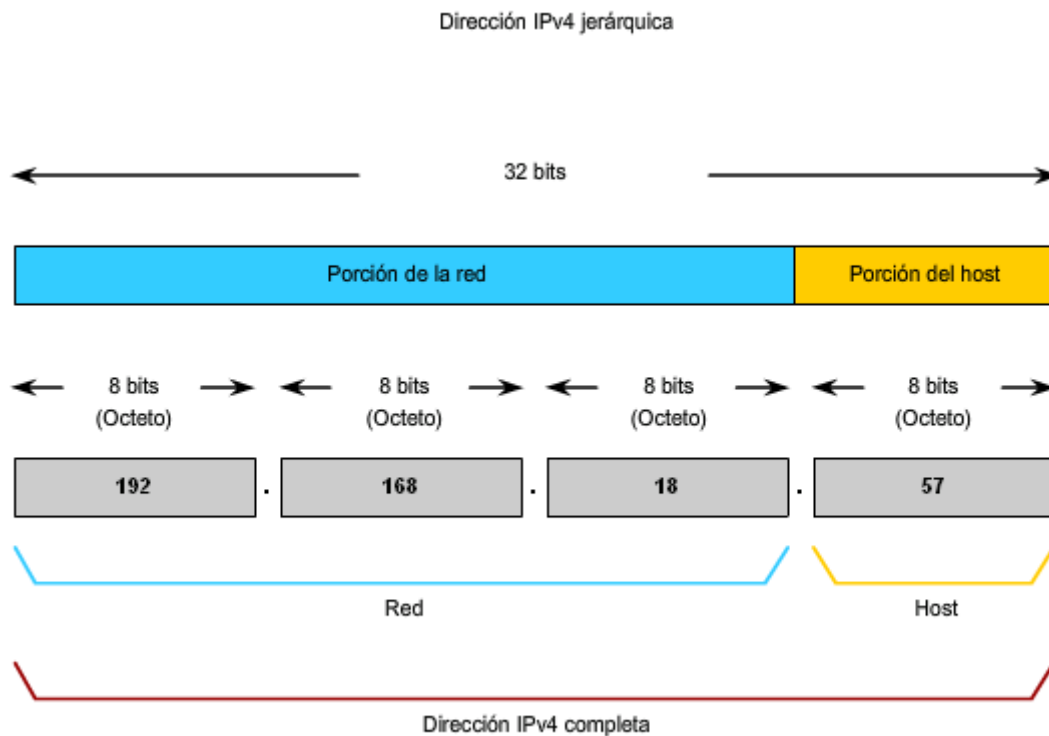 Dirección IPv4 jerárquica
32 bits
Porción de la red Porción del host
8 bits 8 bits 8 bits 8 bits
(Octeto) (Octeto) (Octeto) (Octeto)
192 . 168 . 18 . 57
Red Host
Dirección IPv4 completa